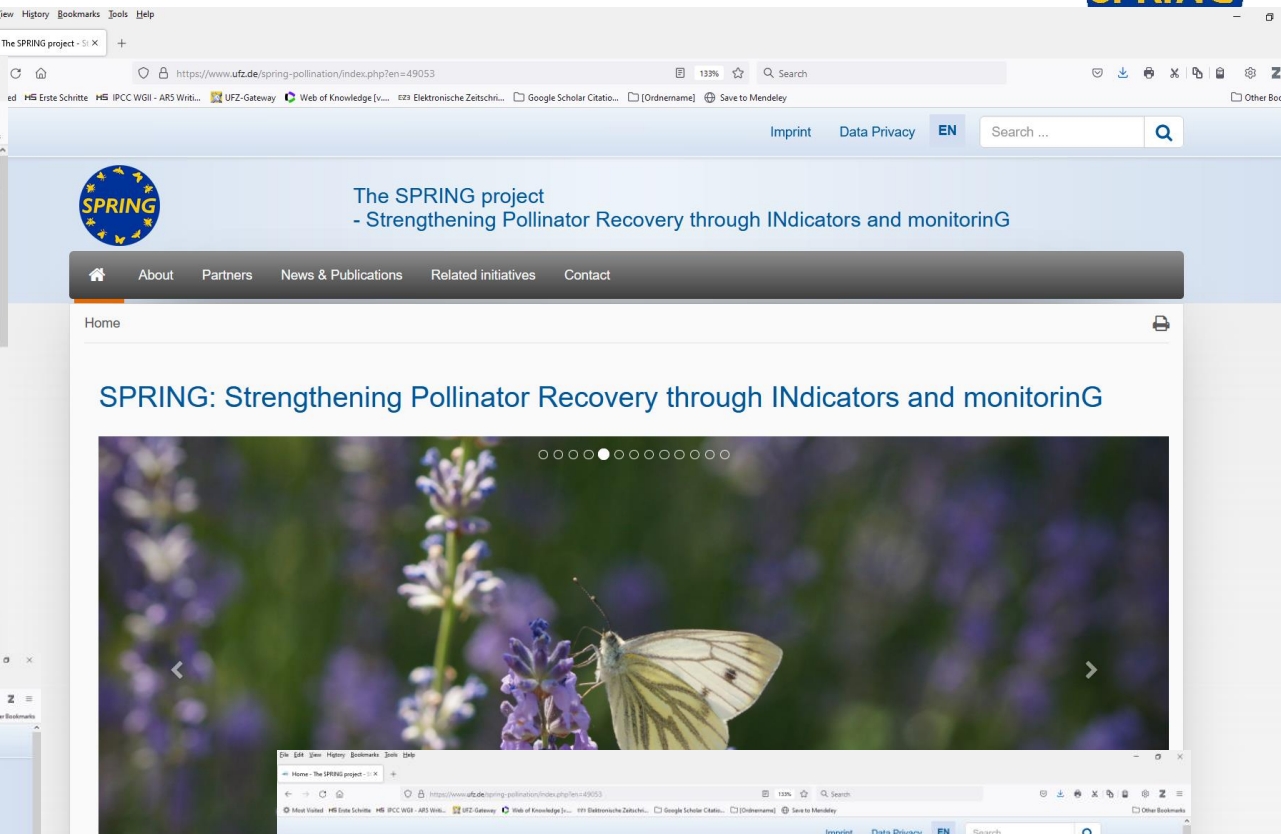 SPRING
View History Bookmarks Tools Help
The SPRING project - S
https://www.ufz.de/spring-pollination/index.php?en=49053 133% Search
ed Erste Schritte IPCC WGII - AR5 Writi... UFZ-Gateway Web of Knowledge [v.... EZB Elektronische Zeitschri... Google Scholar Citatio... [Ordnername] Save to Mendeley Other Boo
Imprint Data Privacy EN Search ...
SPRING
The SPRING project
- Strengthening Pollinator Recovery through INdicators and monitorinG
About Partners News & Publications Related initiatives Contact
Home
SPRING: Strengthening Pollinator Recovery through INdicators and monitorinG
er Bookmarks
File Edit View History Bookmarks Tools Help
Home - The SPRING project - S
https://www.ufz.de/spring-pollination/index.php?en=49053 133% Search
Most Visited Erste Schritte IPCC WGII - AR5 Writi... UFZ-Gateway Web of Knowledge [v.... Elektronische Zeitschri... Google Scholar Citatio... [Ordnername] Save to Mendeley Other Bookmarks
Imprint Data Privacy EN Search